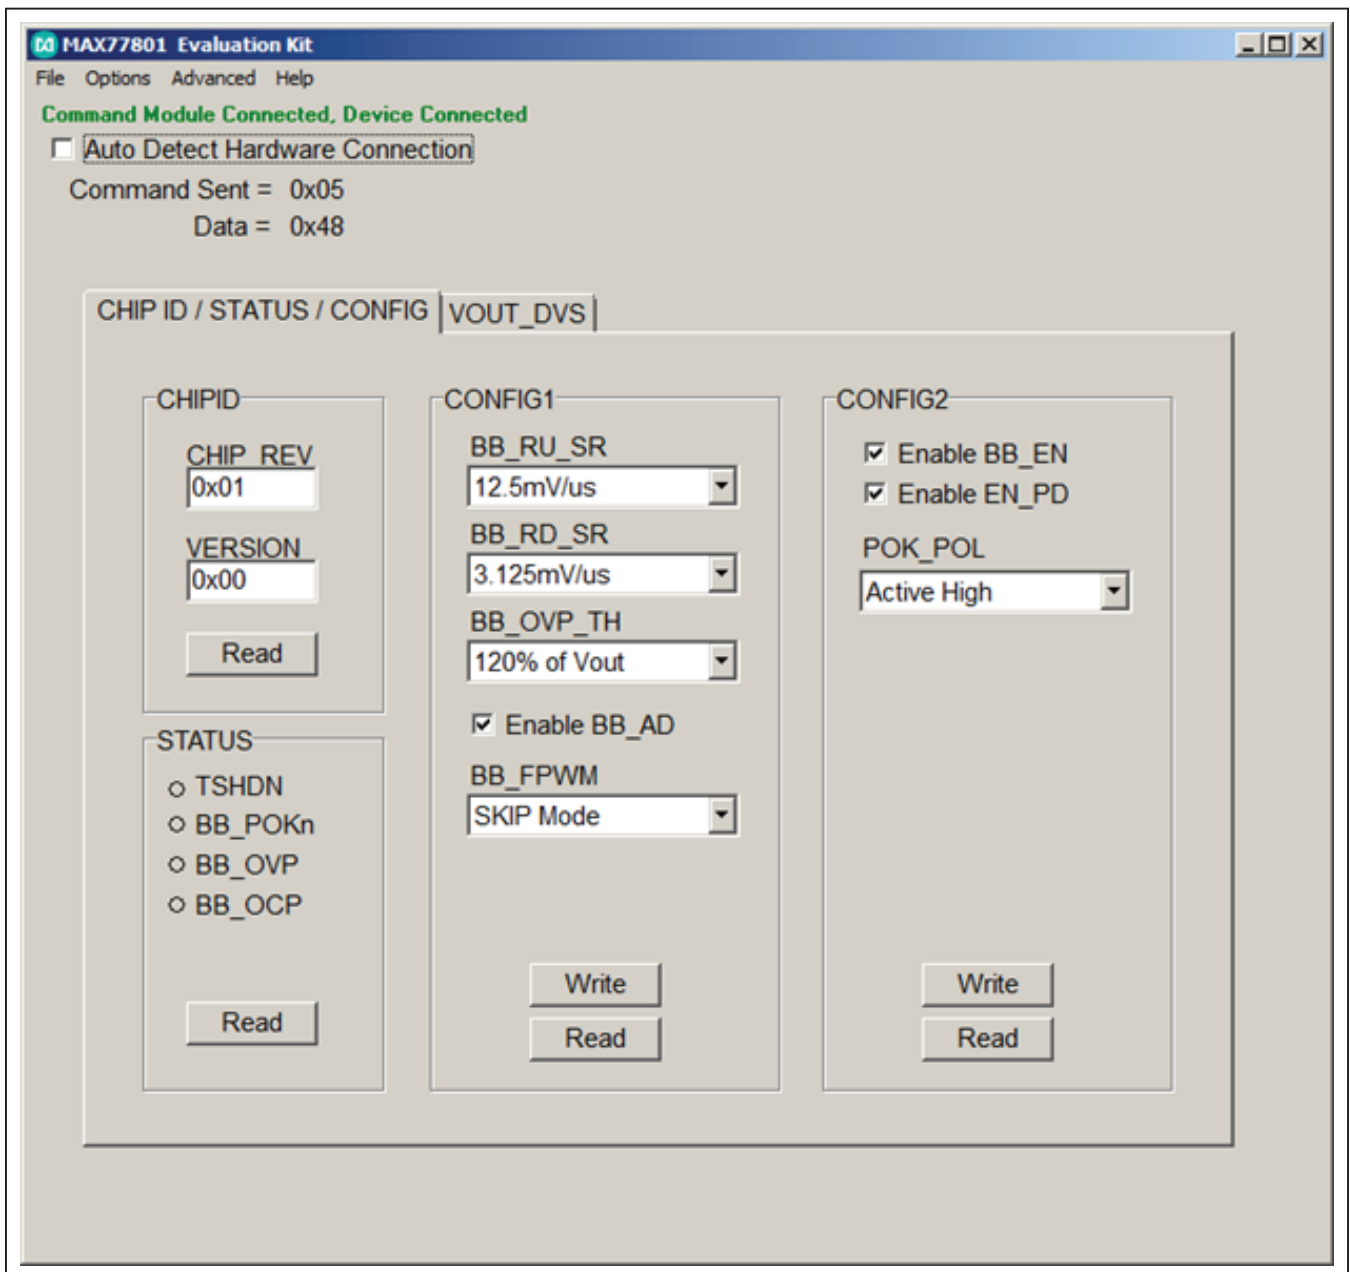 MAX77801 Evaluation Kit
File Options Advanced Help
Command Module Connected, Device Connected
Auto Detect Hardware Connection
Command Sent = 0x05
Data = 0x48
CHIP ID / STATUS / CONFIG
VOUT_DVS
CHIPID
CHIP_REV
0x01
VERSION
0x00
Read
STATUS
TSHDN
BB_POKn
BB_OVP
BB_OCP
Read
CONFIG1
BB_RU_SR
12.5mV/us
BB_RD_SR
3.125mV/us
BB_OVP_TH
120% of Vout
Enable BB_AD
BB_FPWM
SKIP Mode
Write
Read
CONFIG2
Enable BB_EN
Enable EN_PD
POK_POL
Active High
Write
Read